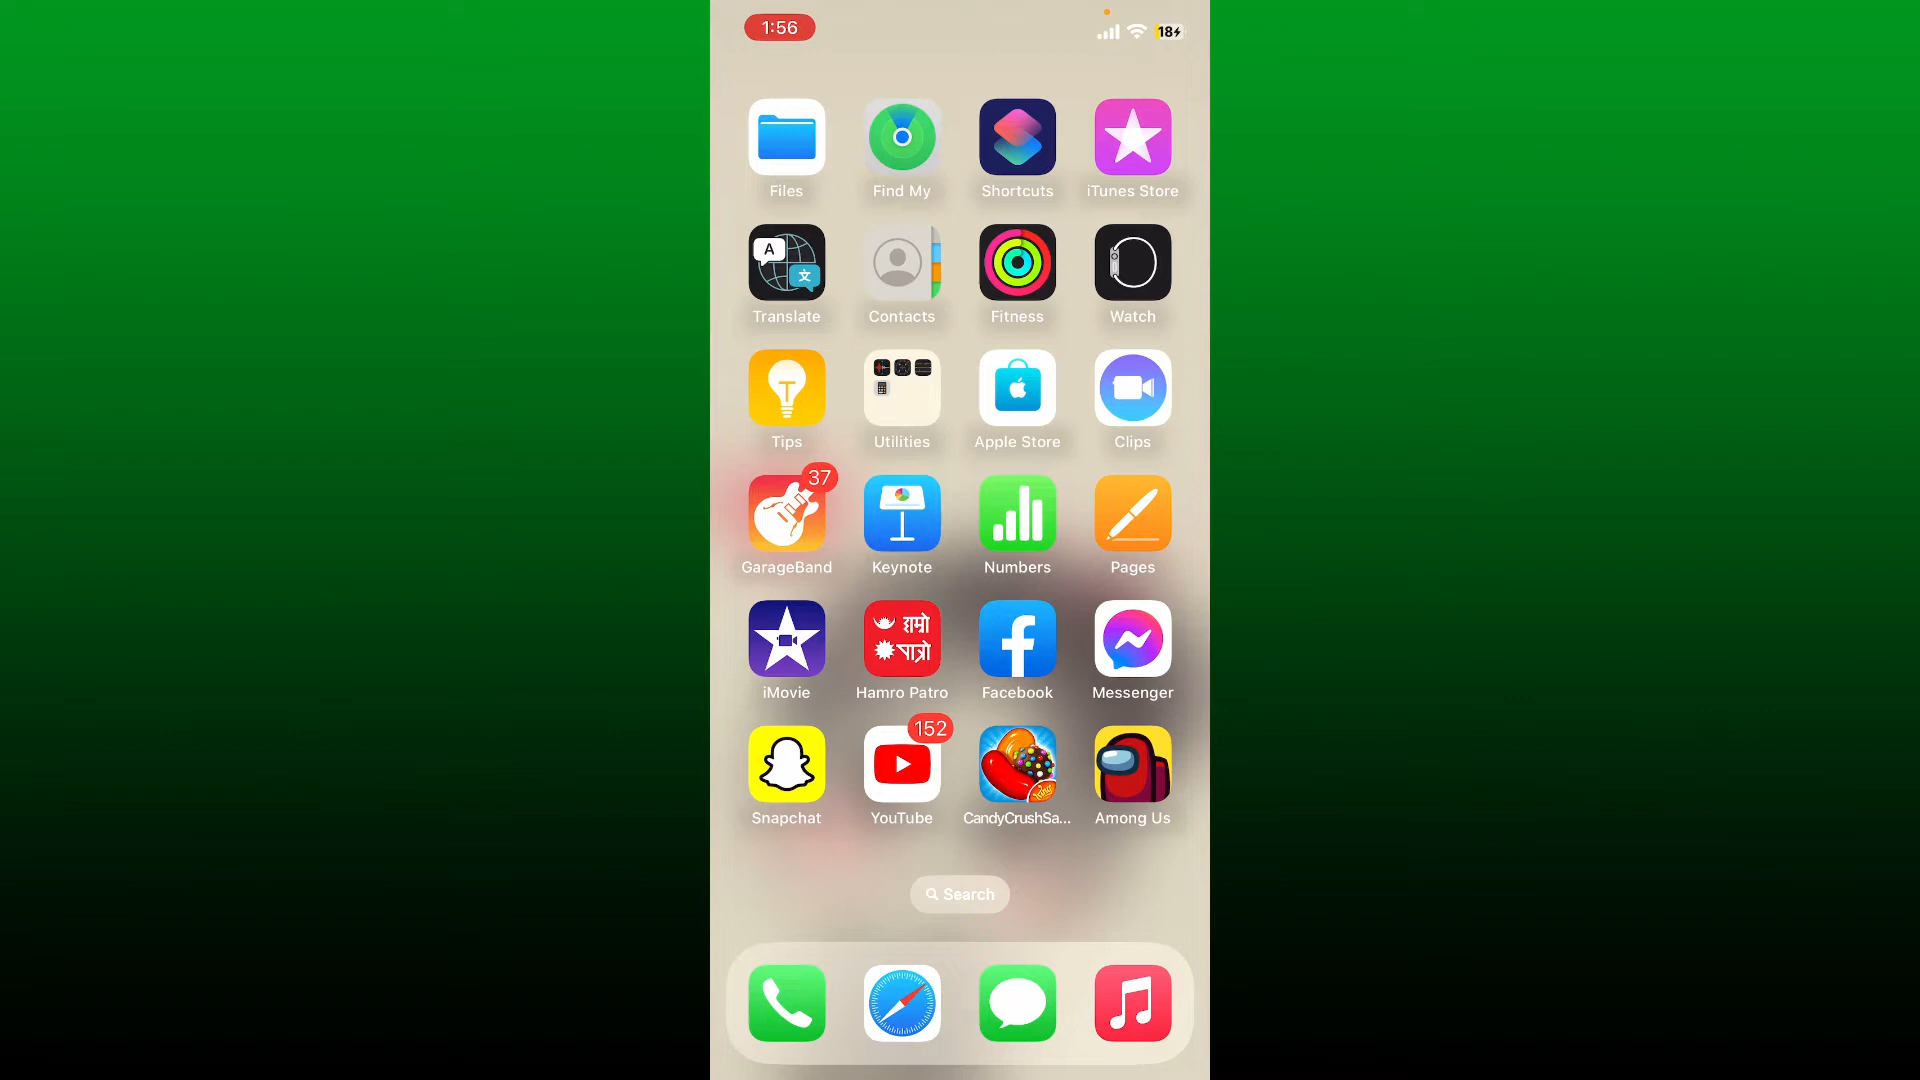 1:56
18
Files
Find My
Shortcuts
iTunes Store
A
文
Translate
Contacts
Fitness
Watch
Tips
Utilities
Apple Store
Clips
37
GarageBand
Keynote
Numbers
Pages
हाम्रो
पात्रो
iMovie
Hamro Patro
Facebook
Messenger
152
King
Snapchat
YouTube
CandyCrushSa...
Among Us
Search